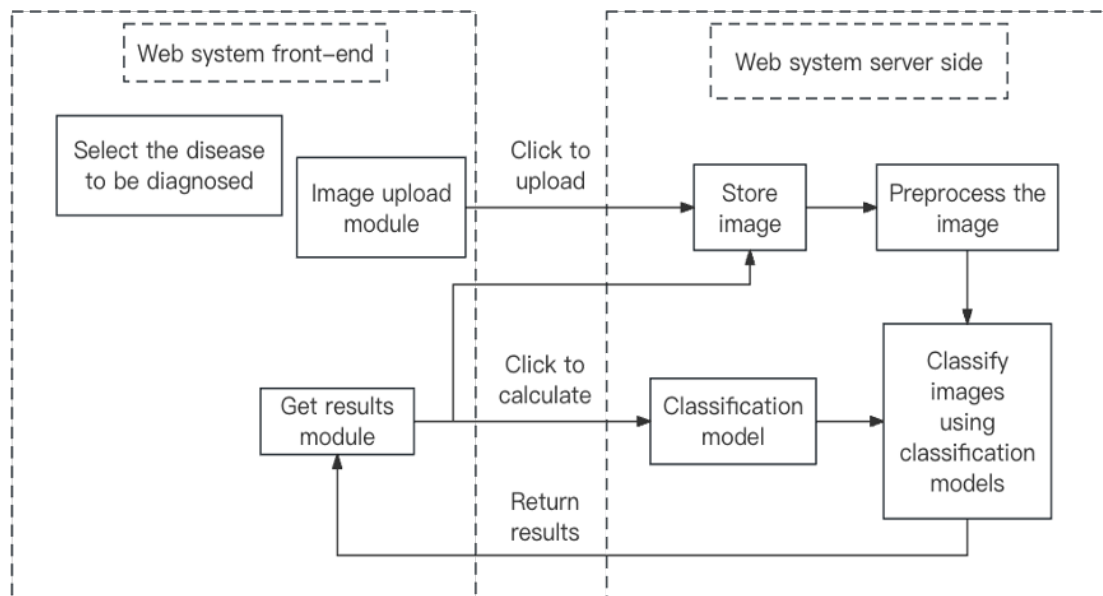 Web system front–end
Web system server side
Select the disease
to be diagnosed
Image upload
module
Click to
upload
Store
image
Preprocess the
image
Get results
module
Click to
calculate
Classification
model
Classify
images
using
classification
models
Return
results